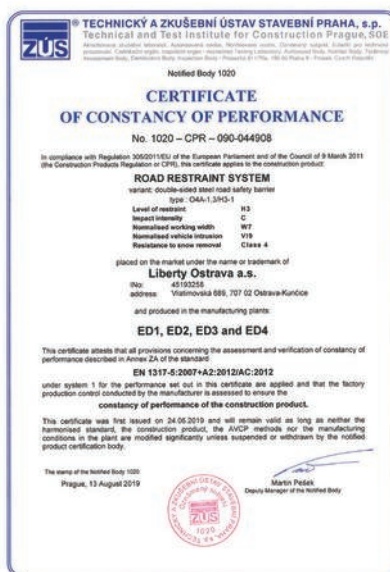 ZÚS
® TECHNICKÝ A ZKUŠEBNÍ ÚSTAV STAVEBNÍ PRAHA, s.p.
Technical and Test Institute for Construction Prague, SOE
Notified Body 1020
CERTIFICATE
OF CONSTANCY OF PERFORMANCE
No. 1020 – CPR – 090-044908
In compliance with Regulation 305/2011/EU of the European Parliament and of the Council of 9 March 2011
(the Construction Products Regulation or CPR), this certificate applies to the construction product:
ROAD RESTRAINT SYSTEM
variant: double-sided steel road safety barrier
type : O4A-1,3/H3-1
Level of restraint H3
Impact intensity C
Normalised working width W7
Normalised vehicle intrusion VI9
Resistance to snow removal Class 4
placed on the market under the name or trademark of
Liberty Ostrava a.s.
INo: 45193258
address: Vratimovská 689, 707 02 Ostrava-Kunčice
and produced in the manufacturing plants:
ED1, ED2, ED3 and ED4
This certificate attests that all provisions concerning the assessment and verification of constancy of
performance described in Annex ZA of the standard
EN 1317-5:2007+A2:2012/AC:2012
under system 1 for the performance set out in this certificate are applied and that the factory
production control conducted by the manufacturer is assessed to ensure the
constancy of performance of the construction product.
This certificate was first issued on 24.06.2019 and will remain valid as long as neither the
harmonised standard, the construction product, the AVCP methods nor the manufacturing
conditions in the plant are modified significantly unless suspended or withdrawn by the notified
product certification body.
The stamp of the Notified Body 1020
Prague, 13 August 2019
Martin Pešek
Deputy Manager of the Notified Body
ZÚS
1020